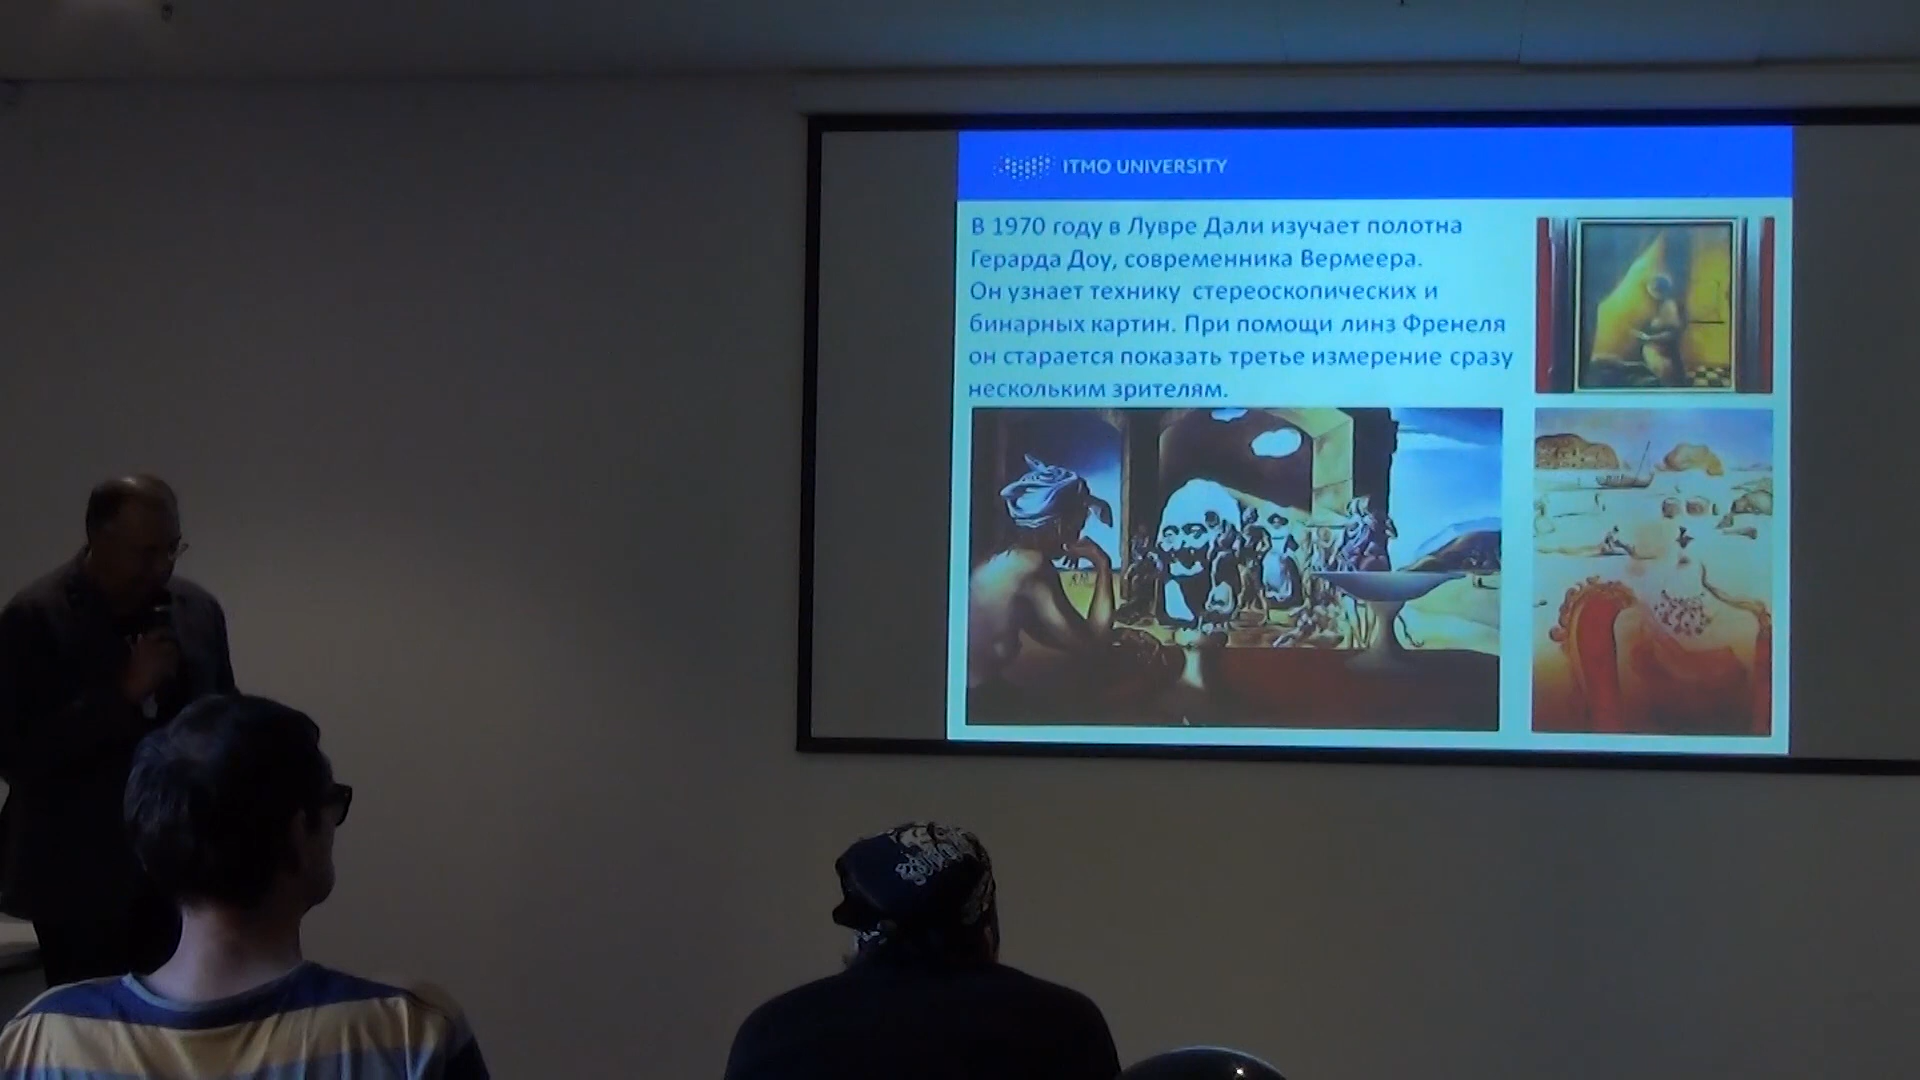 ITMO UNIVERSITY
В 1970 году в Лувре Дали изучает полотна
Герарда Доу, современника Вермеера.
Он узнает технику стереоскопических и
бинарных картин. При помощи линз Френеля
он старается показать третье измерение сразу
нескольким зрителям.